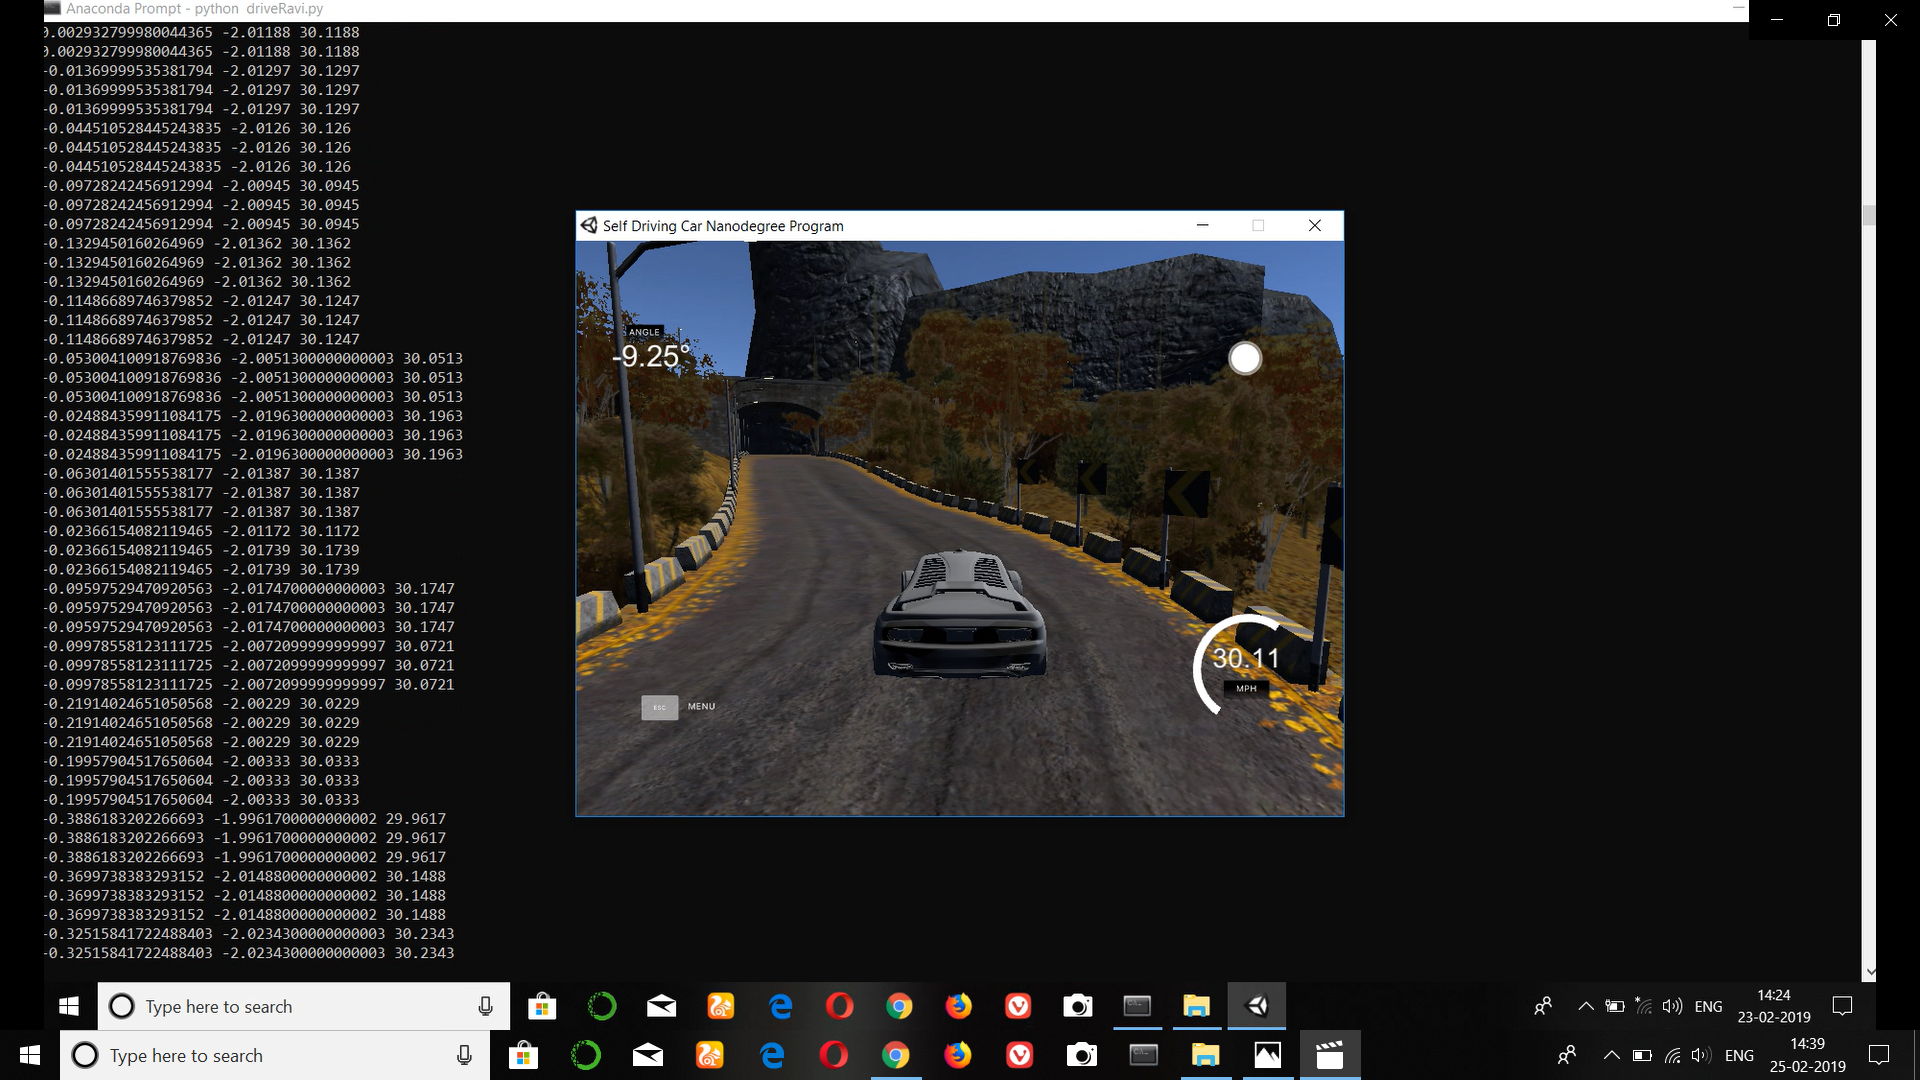 Anaconda Prompt - python  driveRavi.py
0.002932799980044365 -2.01188 30.1188
0.002932799980044365 -2.01188 30.1188
-0.01369999535381794 -2.01297 30.1297
-0.01369999535381794 -2.01297 30.1297
-0.01369999535381794 -2.01297 30.1297
-0.044510528445243835 -2.0126 30.126
-0.044510528445243835 -2.0126 30.126
-0.044510528445243835 -2.0126 30.126
-0.09728242456912994 -2.00945 30.0945
-0.09728242456912994 -2.00945 30.0945
-0.09728242456912994 -2.00945 30.0945
-0.1329450160264969 -2.01362 30.1362
-0.1329450160264969 -2.01362 30.1362
-0.1329450160264969 -2.01362 30.1362
-0.11486689746379852 -2.01247 30.1247
-0.11486689746379852 -2.01247 30.1247
-0.11486689746379852 -2.01247 30.1247
-0.053004100918769836 -2.0051300000000003 30.0513
-0.053004100918769836 -2.0051300000000003 30.0513
-0.053004100918769836 -2.0051300000000003 30.0513
-0.024884359911084175 -2.0196300000000003 30.1963
-0.024884359911084175 -2.0196300000000003 30.1963
-0.024884359911084175 -2.0196300000000003 30.1963
-0.06301401555538177 -2.01387 30.1387
-0.06301401555538177 -2.01387 30.1387
-0.06301401555538177 -2.01387 30.1387
-0.02366154082119465 -2.01172 30.1172
-0.02366154082119465 -2.01739 30.1739
-0.02366154082119465 -2.01739 30.1739
-0.09597529470920563 -2.0174700000000003 30.1747
-0.09597529470920563 -2.0174700000000003 30.1747
-0.09597529470920563 -2.0174700000000003 30.1747
-0.09978558123111725 -2.0072099999999997 30.0721
-0.09978558123111725 -2.0072099999999997 30.0721
-0.09978558123111725 -2.0072099999999997 30.0721
-0.21914024651050568 -2.00229 30.0229
-0.21914024651050568 -2.00229 30.0229
-0.21914024651050568 -2.00229 30.0229
-0.19957904517650604 -2.00333 30.0333
-0.19957904517650604 -2.00333 30.0333
-0.19957904517650604 -2.00333 30.0333
-0.3886183202266693 -1.9961700000000002 29.9617
-0.3886183202266693 -1.9961700000000002 29.9617
-0.3886183202266693 -1.9961700000000002 29.9617
-0.3699738383293152 -2.0148800000000002 30.1488
-0.3699738383293152 -2.0148800000000002 30.1488
-0.3699738383293152 -2.0148800000000002 30.1488
-0.32515841722488403 -2.0234300000000003 30.2343
-0.32515841722488403 -2.0234300000000003 30.2343
Self Driving Car Nanodegree Program
ANGLE
-9.25°
30.11
MPH
ESC MENU
Type here to search
ENG
14:24
23-02-2019
Type here to search
ENG
14:39
25-02-2019